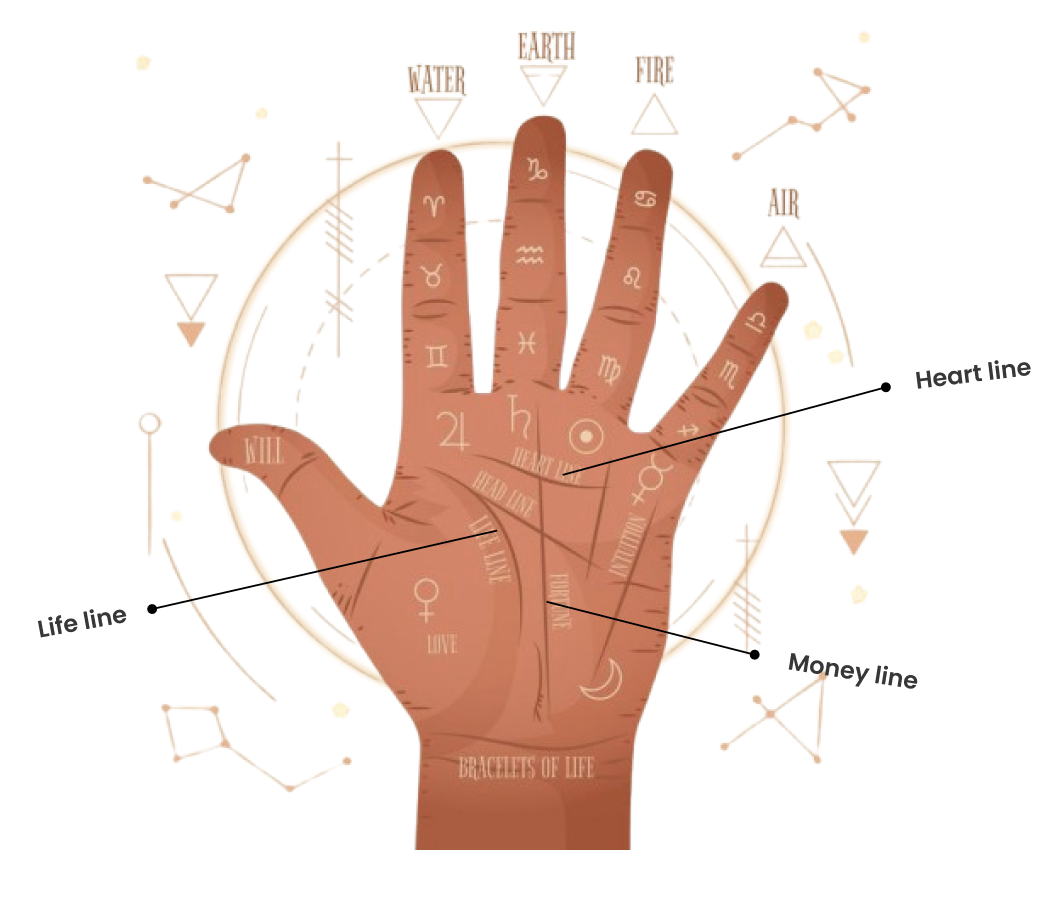 EARTH
WATER
FIRE
AIR
Heart line
WILL
HEART LINE
HEAD LINE
LIFE LINE
INTUITION
FORTUNE
Life line
LOVE
Money line
BRACELETS OF LIFE